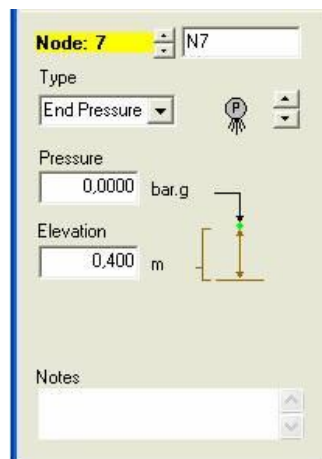 Node: 7 N7
Type
End Pressure
P
Pressure
0,0000 bar.g
Elevation
0,400 m
Notes